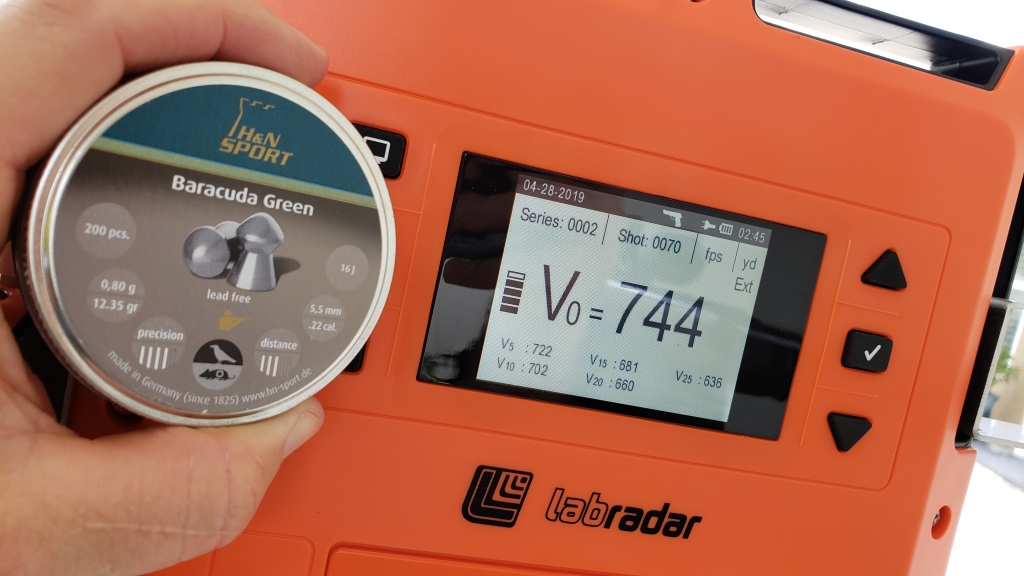 H&N
SPORT
Baracuda Green
200 pcs.
16 J
lead free
0,80 g
12.35 gr
5,5 mm
.22 cal.
precision
distance
made in Germany (since 1825) www.hn-sport.de
04-28-2019
02:45
Series: 0002
Shot: 0070
fps
yd
Ext
V0 = 744
V5 : 722
V10 : 702
V15 : 681
V20 : 660
V25 : 636
labradar